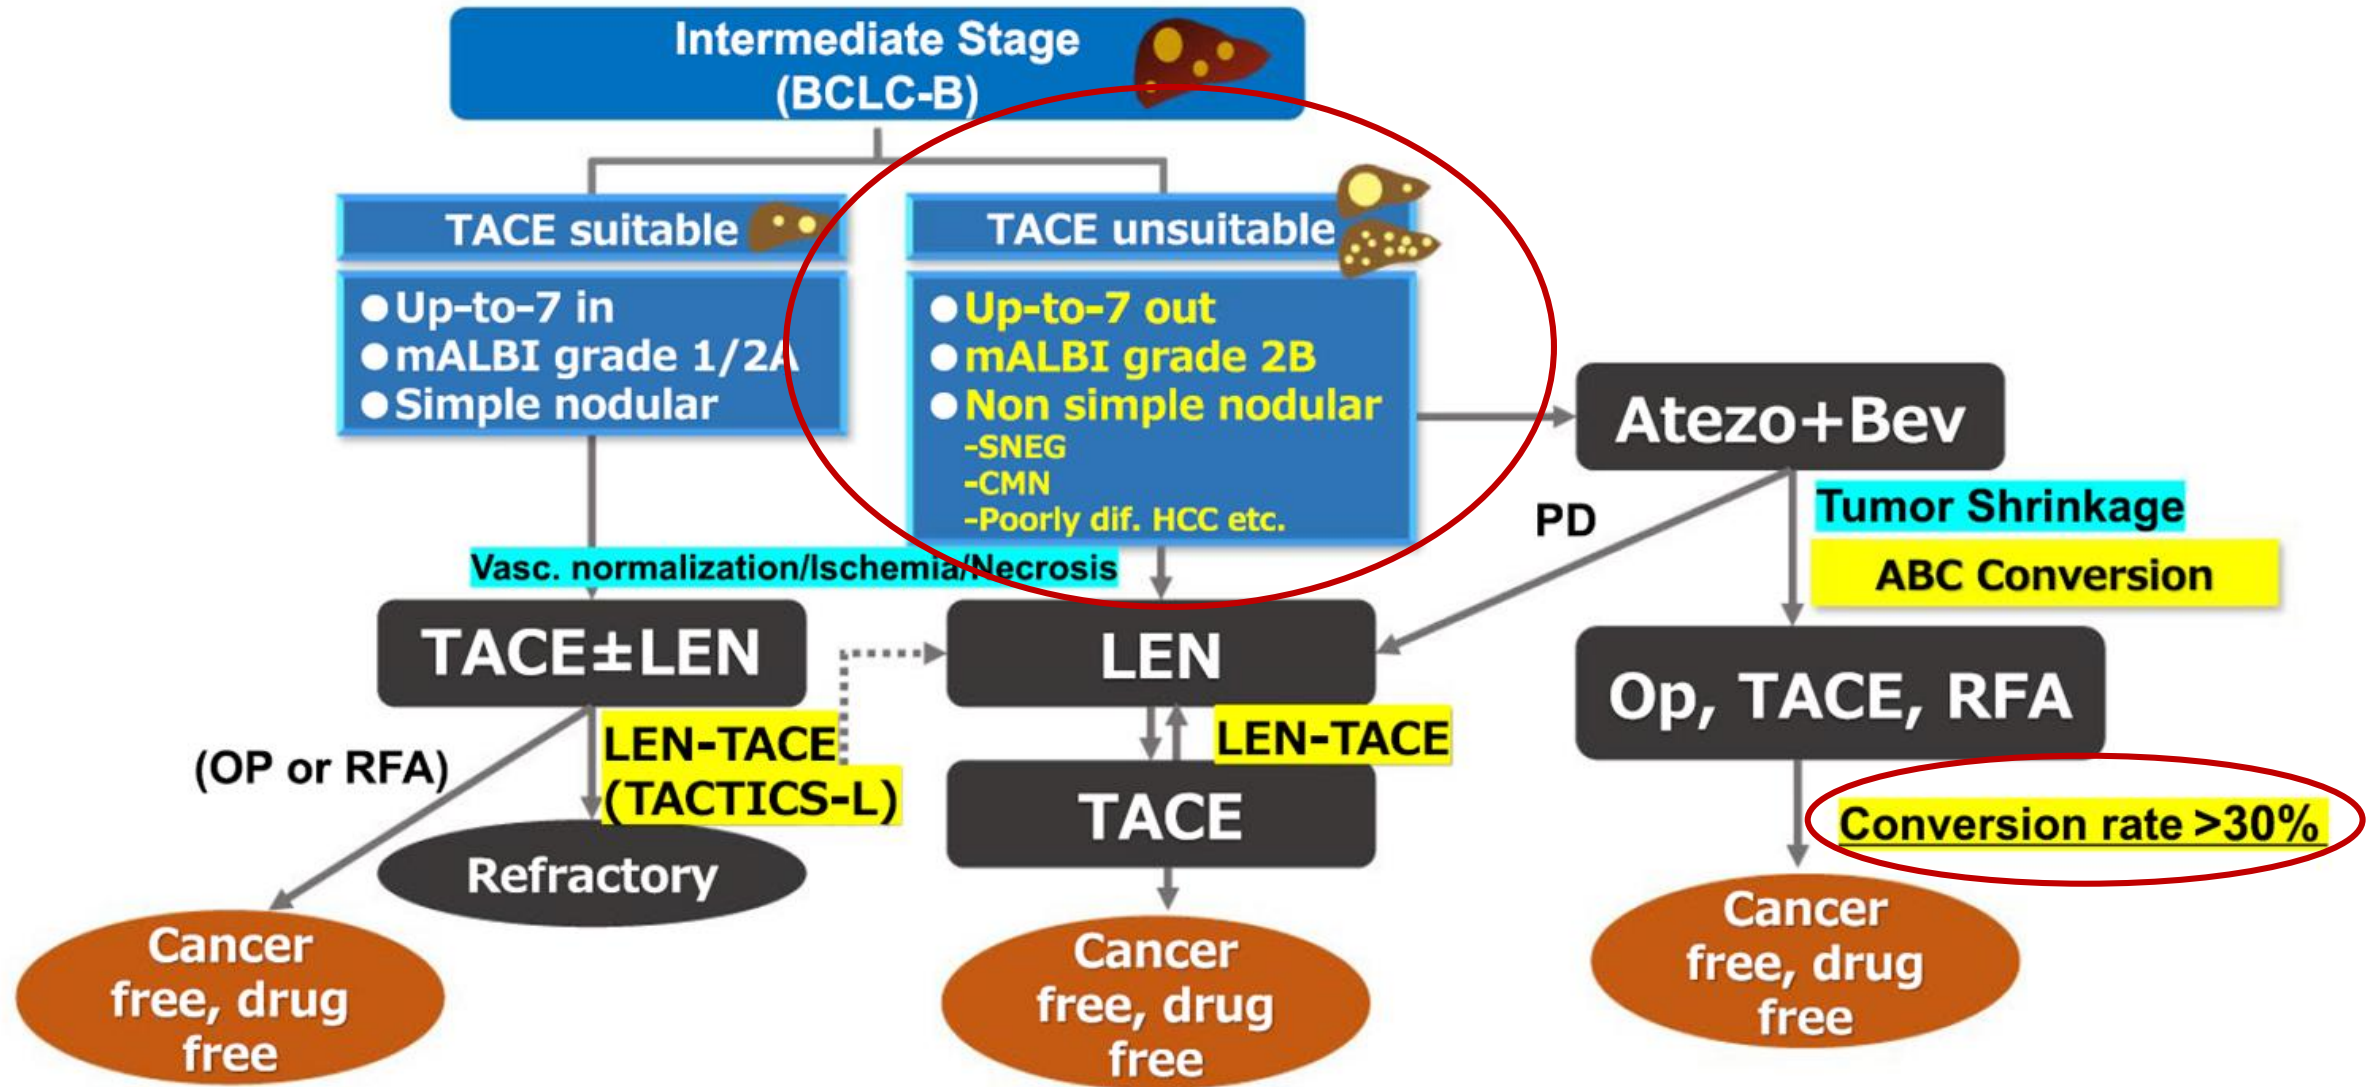 Intermediate Stage
(BCLC-B)
TACE suitable
●Up-to-7 in
●mALBI grade 1/2A
●Simple nodular
TACE unsuitable
●Up-to-7 out
●mALBI grade 2B
●Non simple nodular
-SNEG
-CMN
-Poorly dif. HCC etc.
Atezo+Bev
PD
Tumor Shrinkage
ABC Conversion
Vasc. normalization/Ischemia/Necrosis
TACE±LEN
LEN
Op, TACE, RFA
(OP or RFA)
LEN-TACE
(TACTICS-L)
LEN-TACE
TACE
Conversion rate >30%
Refractory
Cancer
free, drug
free
Cancer
free, drug
free
Cancer
free, drug
free